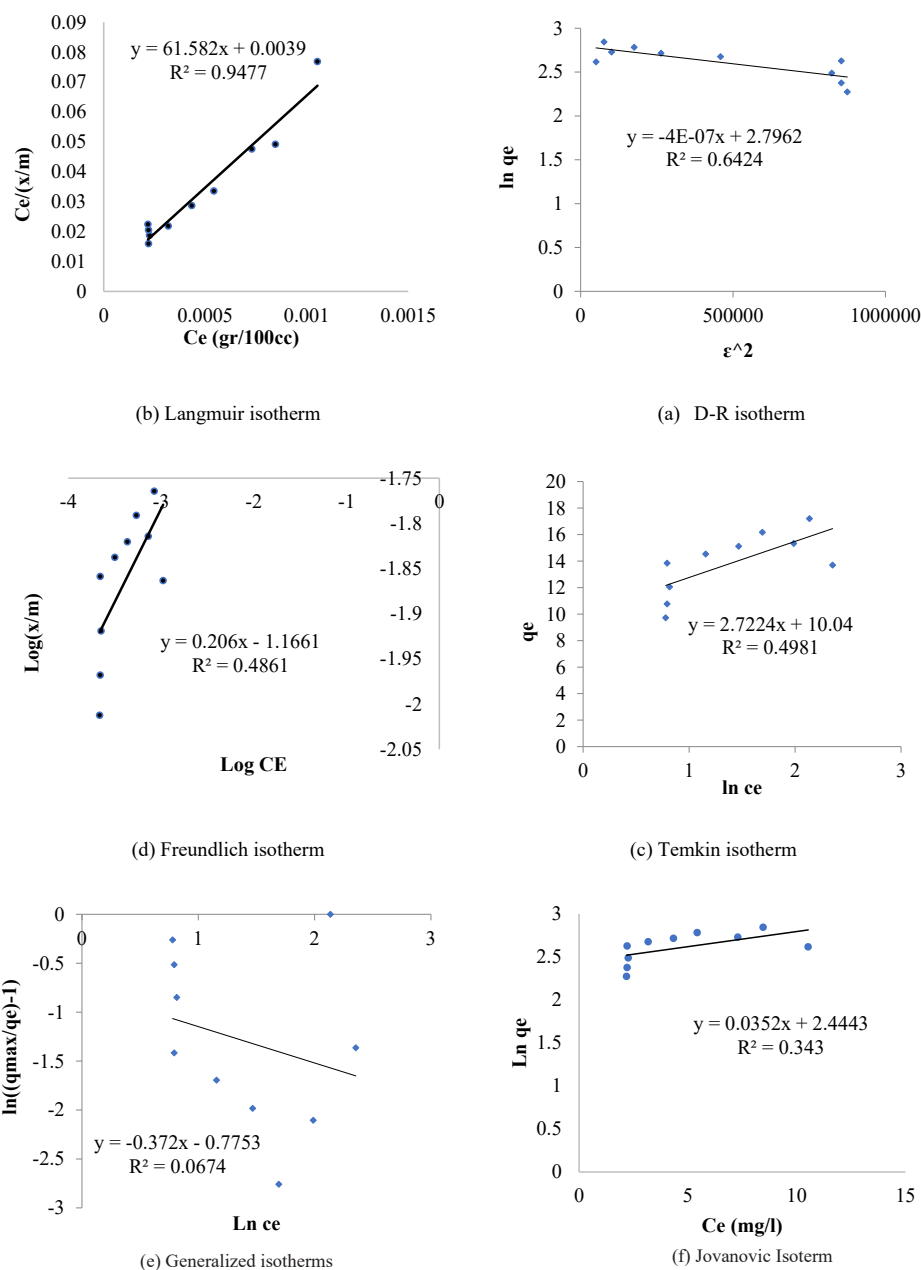 0.09
0.08
0.07
0.06
0.05
0.04
0.03
0.02
0.01
0
Ce/(x/m)
y = 61.582x + 0.0039
R² = 0.9477
0 0.0005 0.001 0.0015
Ce (gr/100cc)
(b) Langmuir isotherm
3
2.5
2
1.5
1
0.5
0
ln qe
y = -4E-07x + 2.7962
R² = 0.6424
0 500000 1000000
ε^2
(a) D-R isotherm
-4 -3 -2 -1 0
-1.75
-1.8
-1.85
-1.9
-1.95
-2
-2.05
Log(x/m)
y = 0.206x - 1.1661
R² = 0.4861
Log CE
(d) Freundlich isotherm
20
18
16
14
12
10
8
6
4
2
0
qe
y = 2.7224x + 10.04
R² = 0.4981
0 1 2 3
ln ce
(c) Temkin isotherm
0
-0.5
-1
-1.5
-2
-2.5
-3
ln((qmax/qe)-1)
0 1 2 3
y = -0.372x - 0.7753
R² = 0.0674
Ln ce
(e) Generalized isotherms
3
2.5
2
1.5
1
0.5
0
Ln qe
y = 0.0352x + 2.4443
R² = 0.343
0 5 10 15
Ce (mg/l)
(f) Jovanovic Isoterm